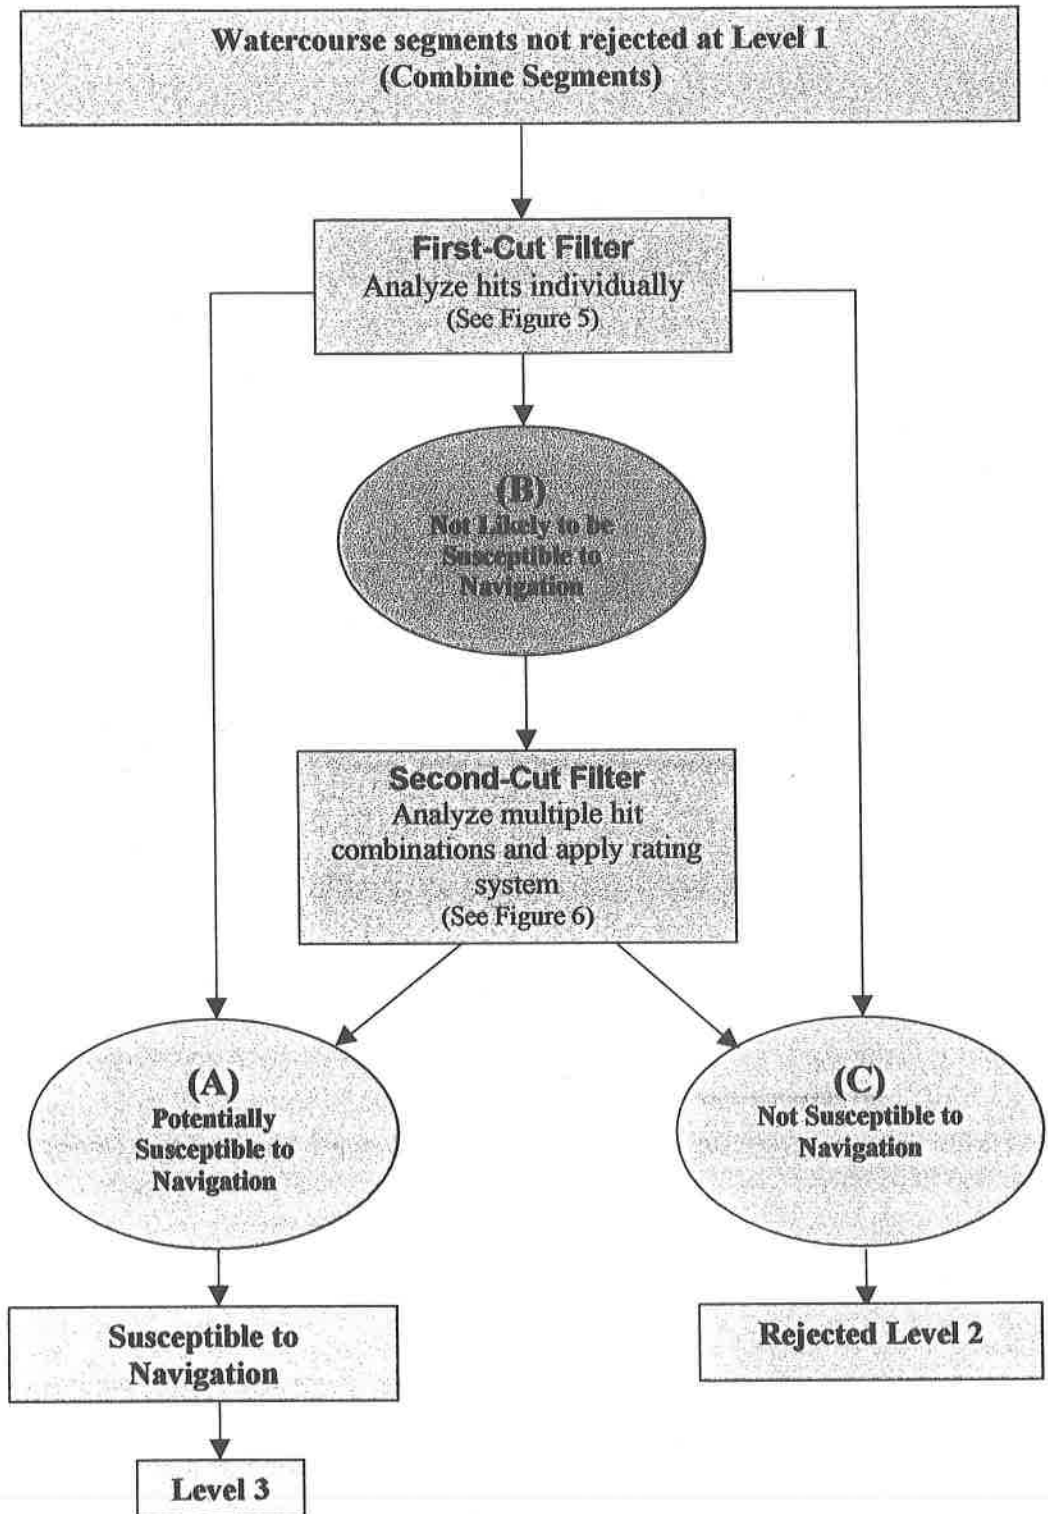 Watercourse segments not rejected at Level 1
(Combine Segments)
First-Cut Filter
Analyze hits individually
(See Figure 5)
(B)
Not Likely to be
Susceptible to
Navigation
Second-Cut Filter
Analyze multiple hit
combinations and apply rating
system
(See Figure 6)
(A)
Potentially
Susceptible to
Navigation
(C)
Not Susceptible to
Navigation
Susceptible to
Navigation
Rejected Level 2
Level 3